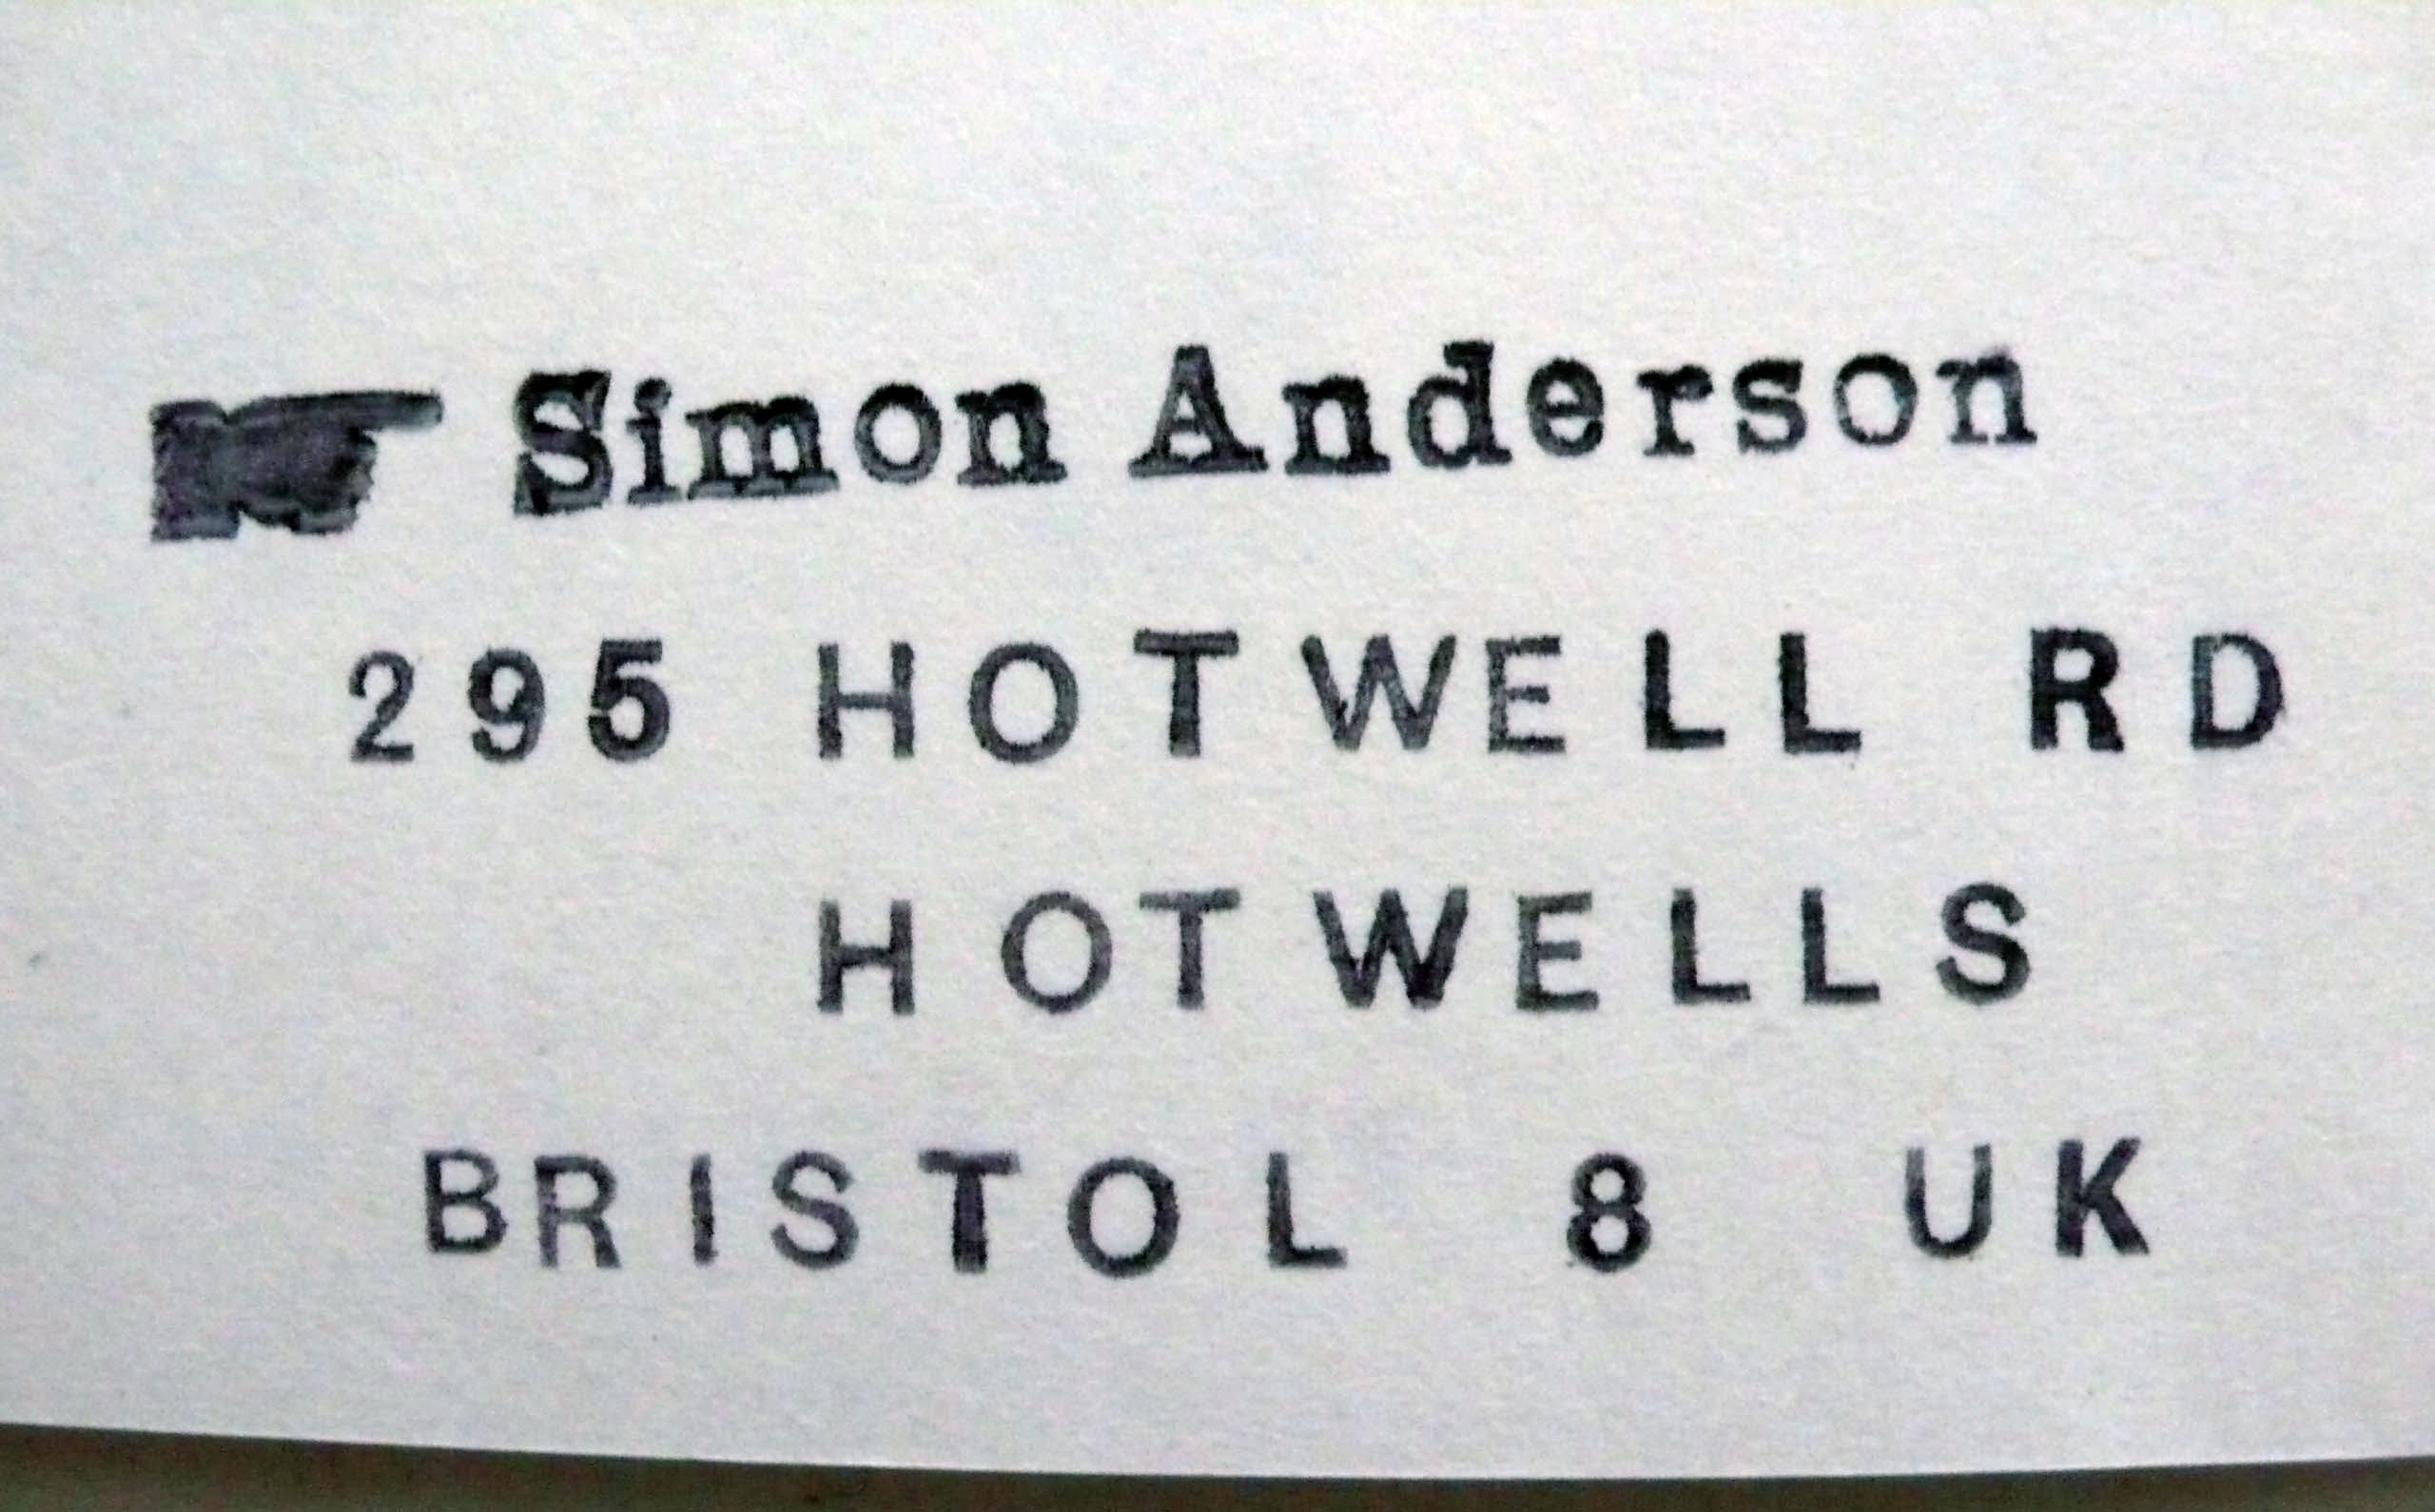 Simon Anderson
295 HOTWELL RD
HOTWELLS
BRISTOL 8 UK